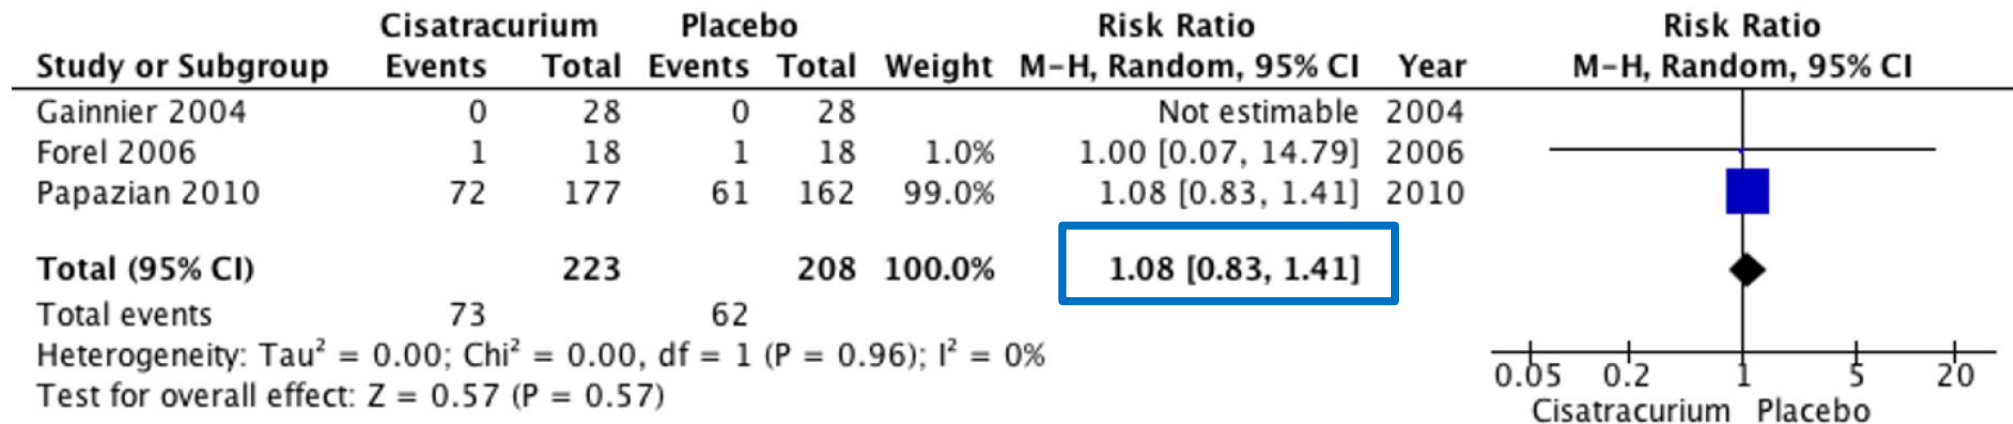 Cisatracurium Placebo Risk Ratio Risk Ratio
Study or Subgroup Events Total Events Total Weight M-H, Random, 95% CI Year M-H, Random, 95% CI
Gainnier 2004 0 28 0 28 Not estimable 2004
Forel 2006 1 18 1 18 1.0% 1.00 [0.07, 14.79] 2006
Papazian 2010 72 177 61 162 99.0% 1.08 [0.83, 1.41] 2010
Total (95% CI) 223 208 100.0% 1.08 [0.83, 1.41]
Total events 73 62
Heterogeneity: Tau² = 0.00; Chi² = 0.00, df = 1 (P = 0.96); I² = 0%
Test for overall effect: Z = 0.57 (P = 0.57)
0.05 0.2 1 5 20
Cisatracurium Placebo